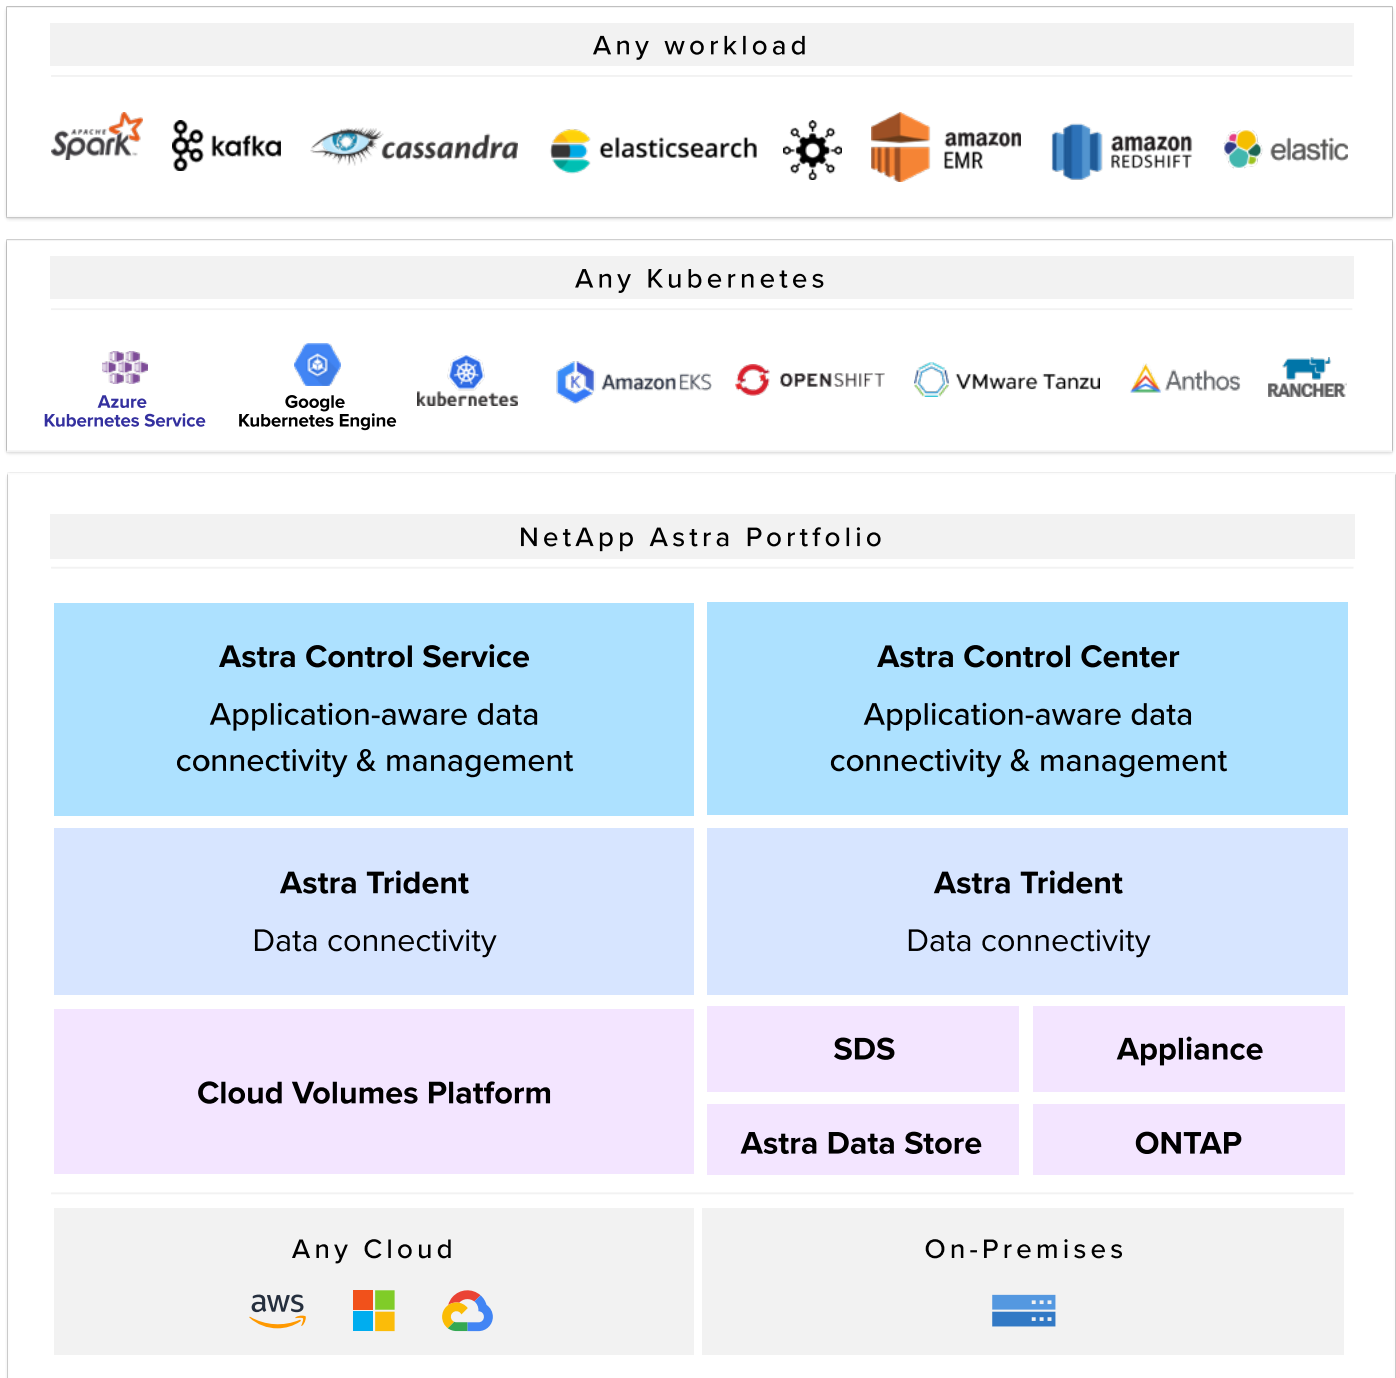 Any workload
APACHE
Spark
kafka
cassandra
elasticsearch
amazon
EMR
amazon
REDSHIFT
elastic
Any Kubernetes
Azure
Kubernetes Service
Google
Kubernetes Engine
kubernetes
K
Amazon EKS
OPENSHIFT
VMware Tanzu
Anthos
RANCHER
NetApp Astra Portfolio
Astra Control Service
Application-aware data
connectivity & management
Astra Control Center
Application-aware data
connectivity & management
Astra Trident
Data connectivity
Astra Trident
Data connectivity
Cloud Volumes Platform
SDS
Appliance
Astra Data Store
ONTAP
Any Cloud
aws
On-Premises